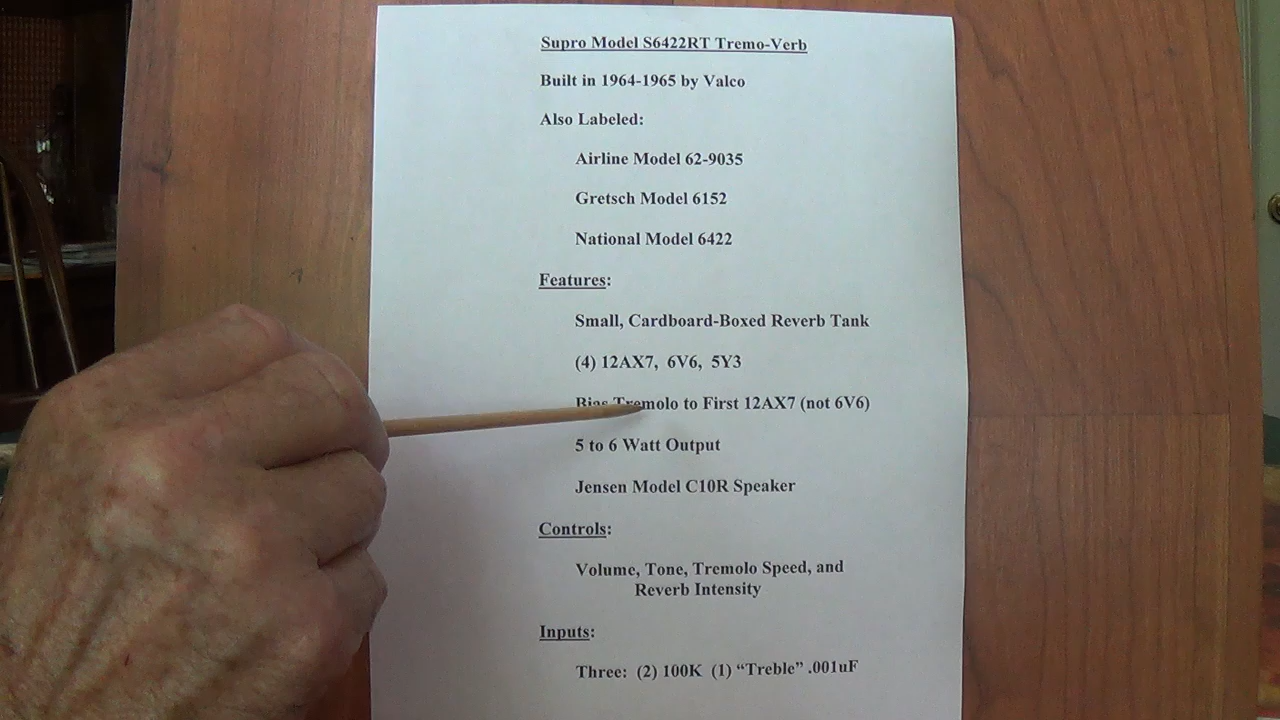 Supro Model S6422RT Tremo-Verb
Built in 1964-1965 by Valco
Also Labeled:
Airline Model 62-9035
Gretsch Model 6152
National Model 6422
Features:
Small, Cardboard-Boxed Reverb Tank
(4) 12AX7, 6V6, 5Y3
Bias Tremolo to First 12AX7 (not 6V6)
5 to 6 Watt Output
Jensen Model C10R Speaker
Controls:
Volume, Tone, Tremolo Speed, and
Reverb Intensity
Inputs:
Three: (2) 100K (1) “Treble” .001uF